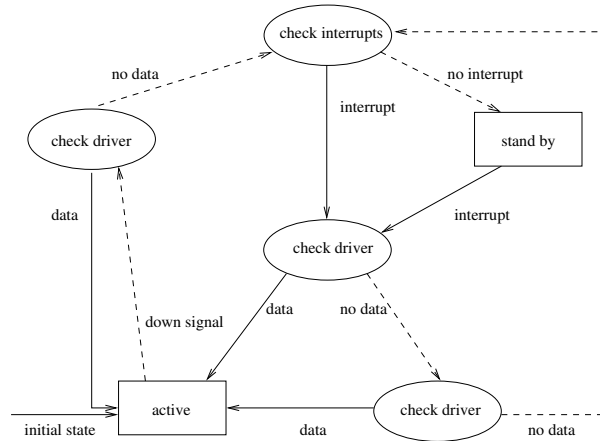 check interrupts
no data
no interrupt
interrupt
check driver
stand by
data
interrupt
check driver
data
no data
down signal
active
check driver
initial state
data
no data